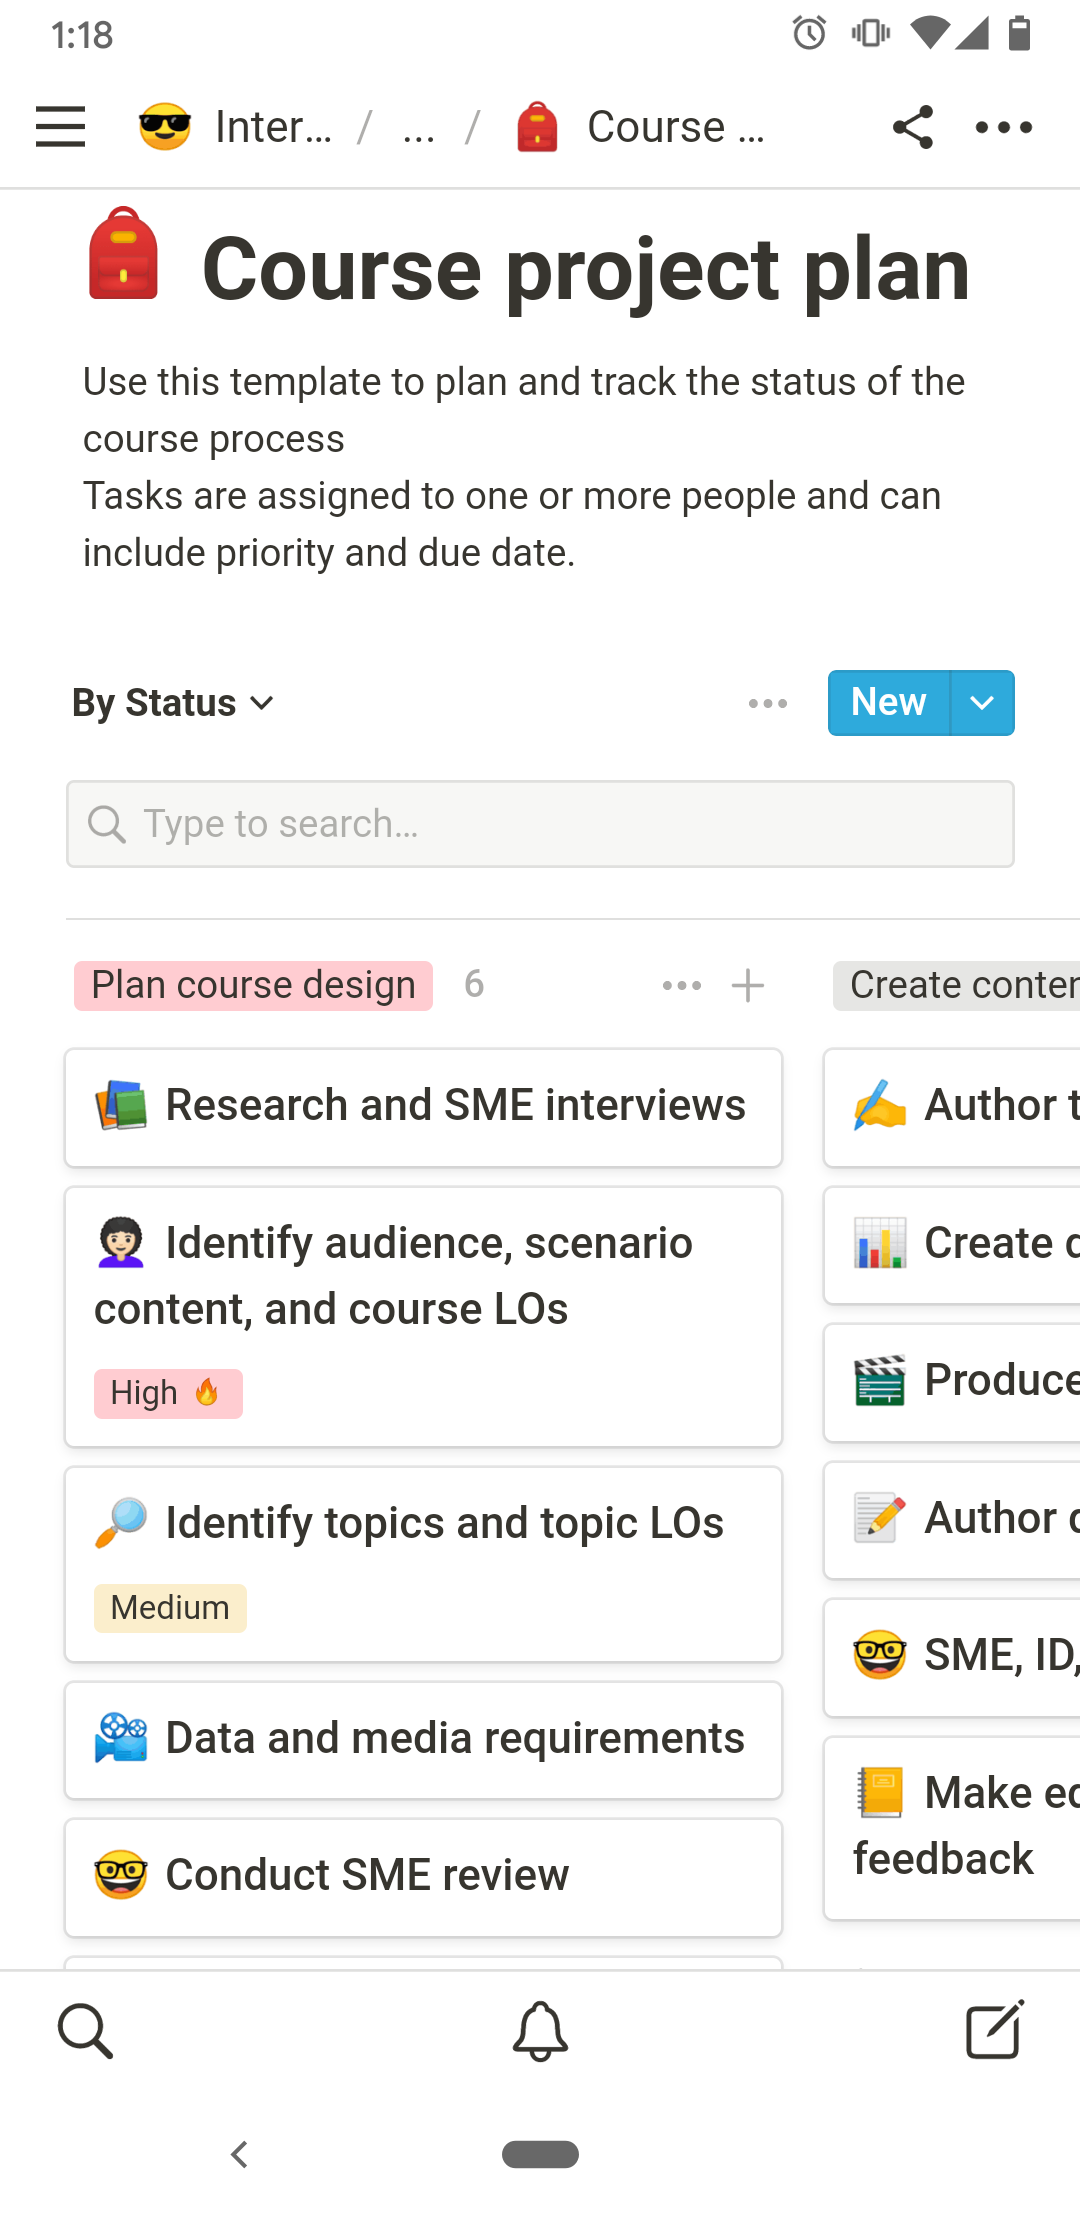 1:18
Inter... / ... / Course ...
Course project plan
Use this template to plan and track the status of the
course process
Tasks are assigned to one or more people and can
include priority and due date.
By Status
New
Type to search...
Plan course design 6
Research and SME interviews
Identify audience, scenario
content, and course LOs
High
Identify topics and topic LOs
Medium
Data and media requirements
Conduct SME review
Create
Author
Create
Produce
Author
SME, ID,
Make
feedback